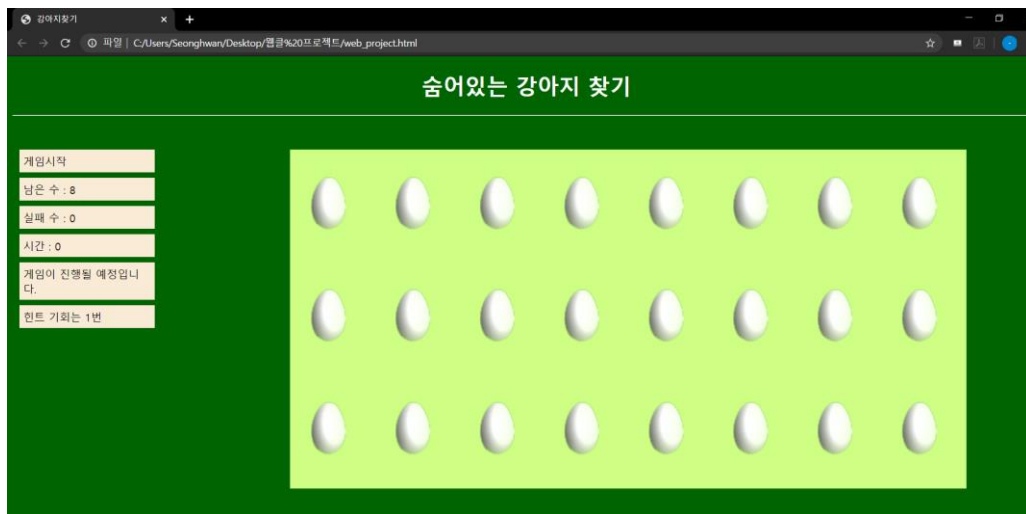 강아지찾기
파일 | C:/Users/Seonghwan/Desktop/웹클%20프로젝트/web_project.html
숨어있는 강아지 찾기
게임시작
남은 수 : 8
실패 수 : 0
시간 : 0
게임이 진행될 예정입니
다.
힌트 기회는 1번